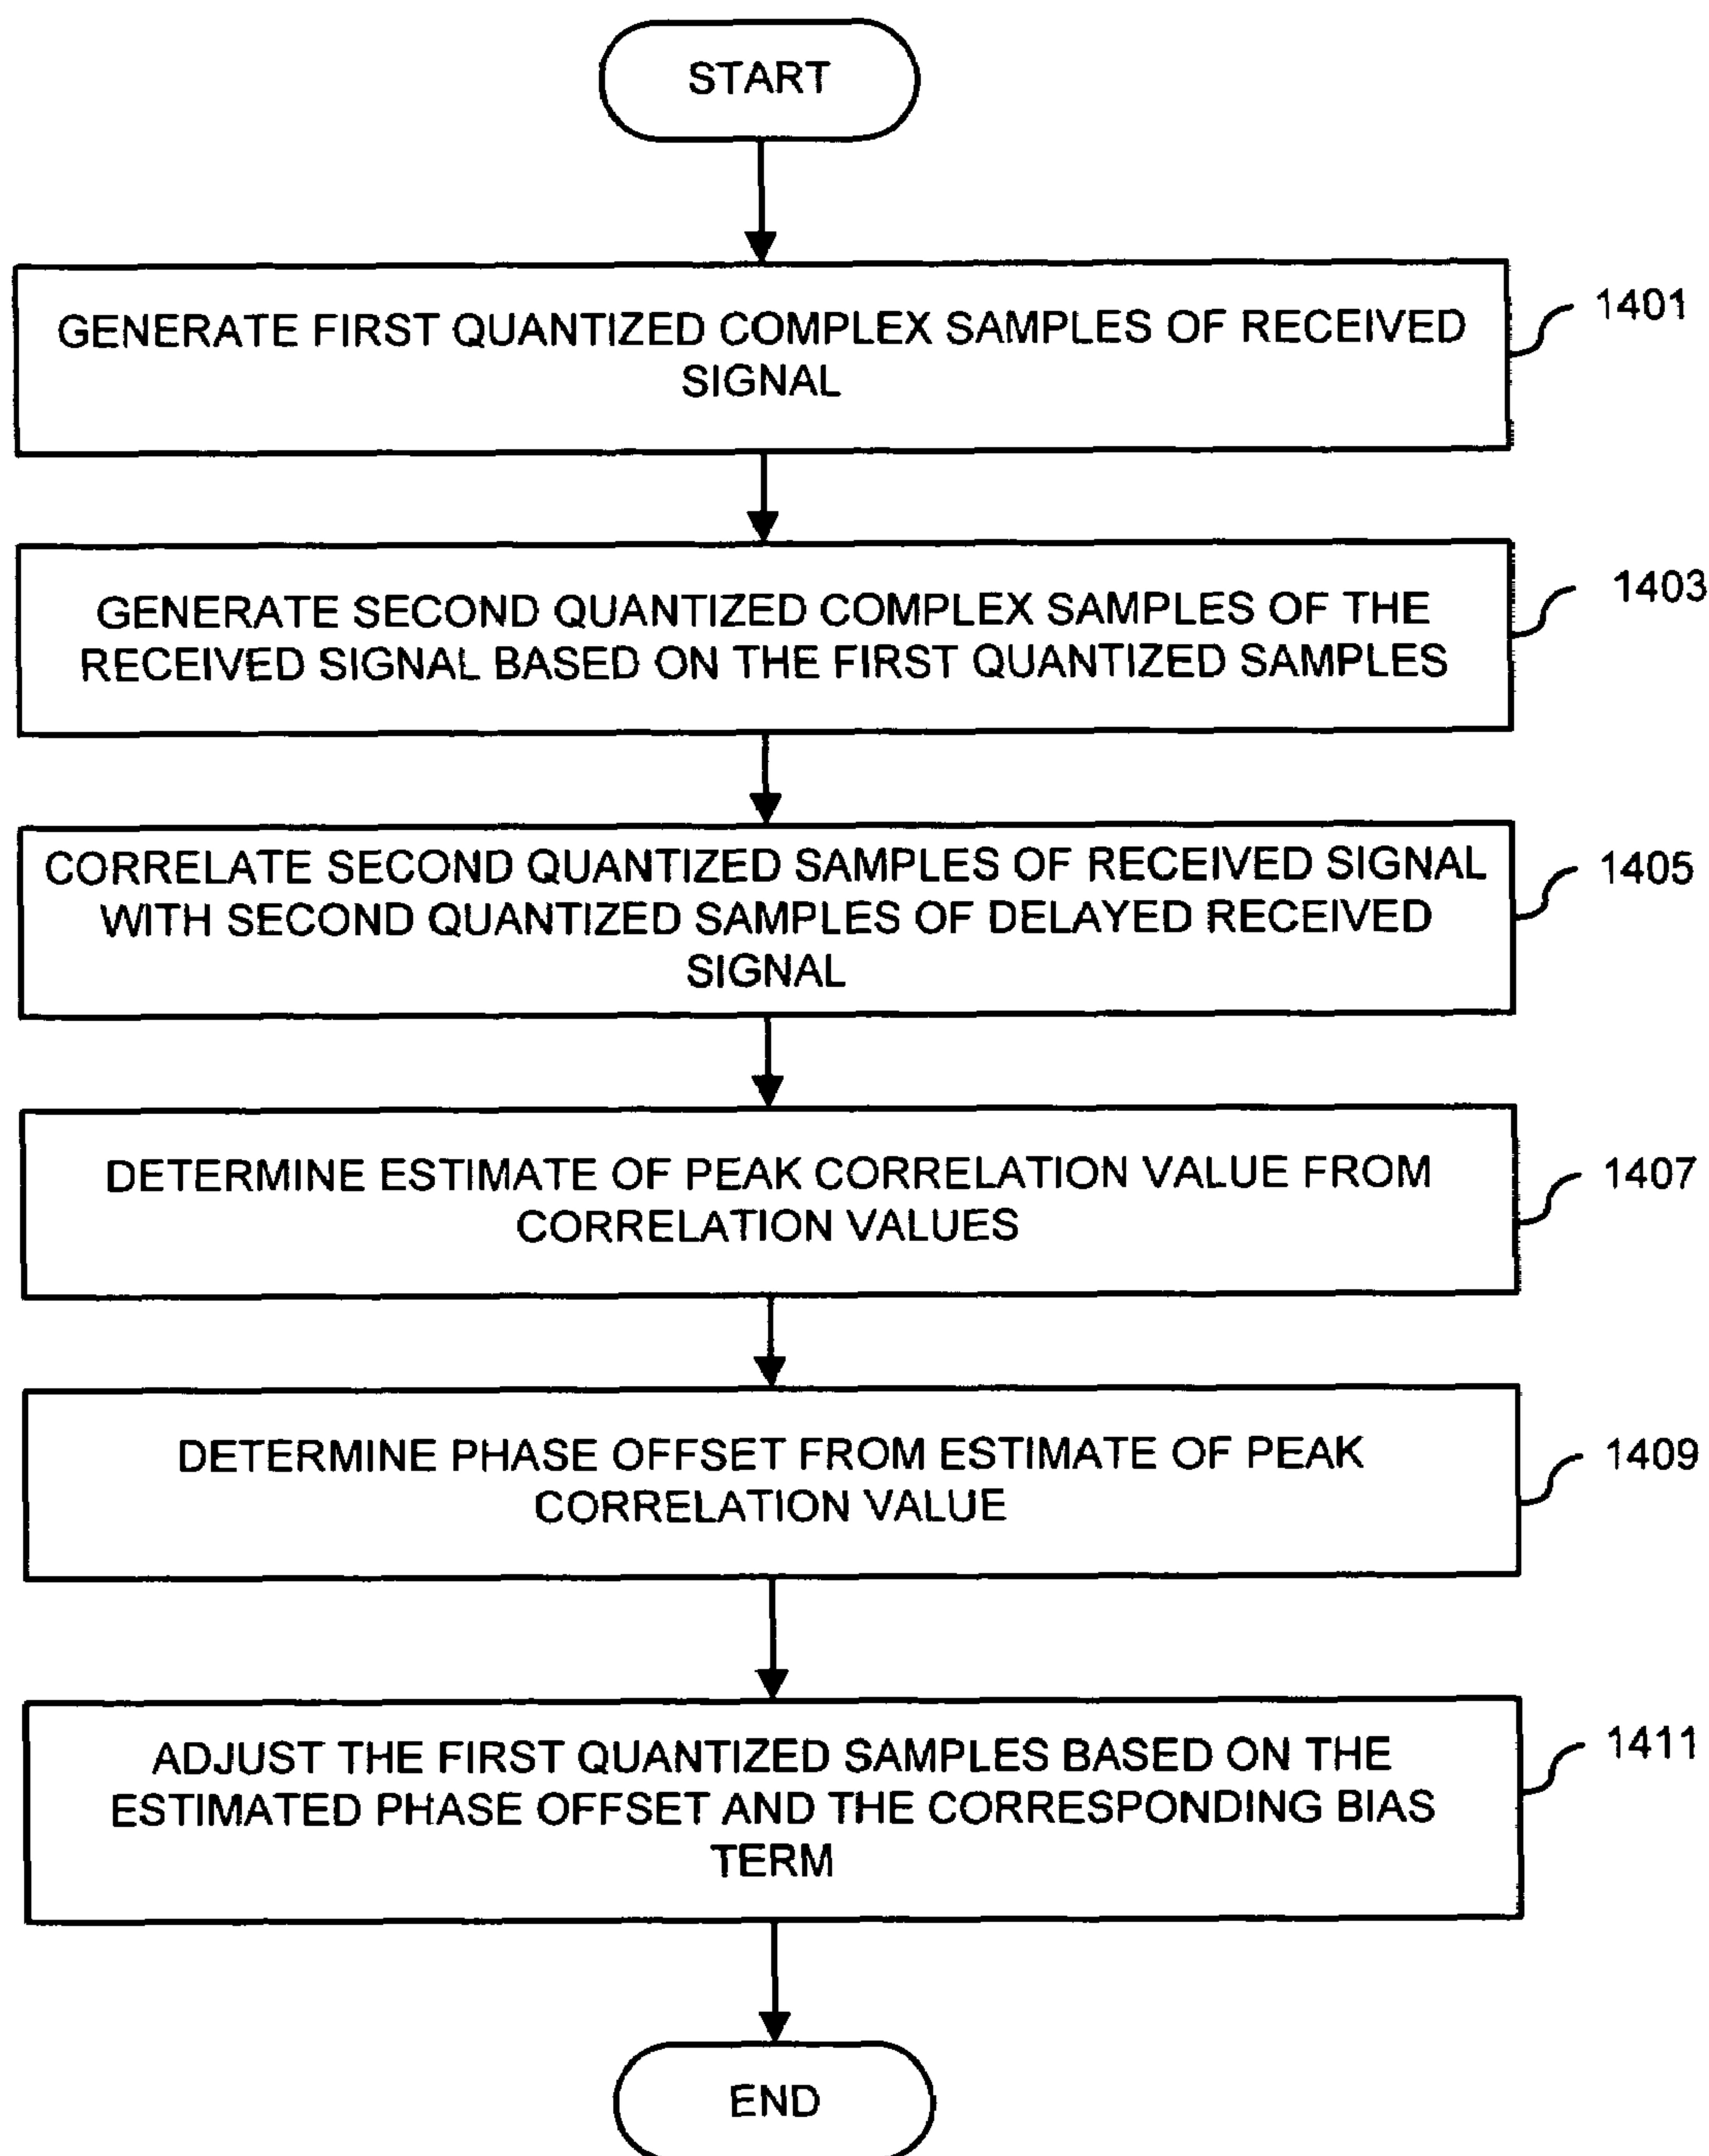 START
GENERATE FIRST QUANTIZED COMPLEX SAMPLES OF RECEIVED
SIGNAL
1401
GENERATE SECOND QUANTIZED COMPLEX SAMPLES OF THE
RECEIVED SIGNAL BASED ON THE FIRST QUANTIZED SAMPLES
1403
CORRELATE SECOND QUANTIZED SAMPLES OF RECEIVED SIGNAL
WITH SECOND QUANTIZED SAMPLES OF DELAYED RECEIVED
SIGNAL
1405
DETERMINE ESTIMATE OF PEAK CORRELATION VALUE FROM
CORRELATION VALUES
1407
DETERMINE PHASE OFFSET FROM ESTIMATE OF PEAK
CORRELATION VALUE
1409
ADJUST THE FIRST QUANTIZED SAMPLES BASED ON THE
ESTIMATED PHASE OFFSET AND THE CORRESPONDING BIAS
TERM
1411
END